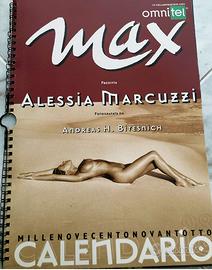 omnitel
max
Presenta
ALESSIA MARCUZZI
Fotografata da
ANDREAS H. BITESNICH
MILLENOVECENTONOVANTOTTO
CALENDARIO